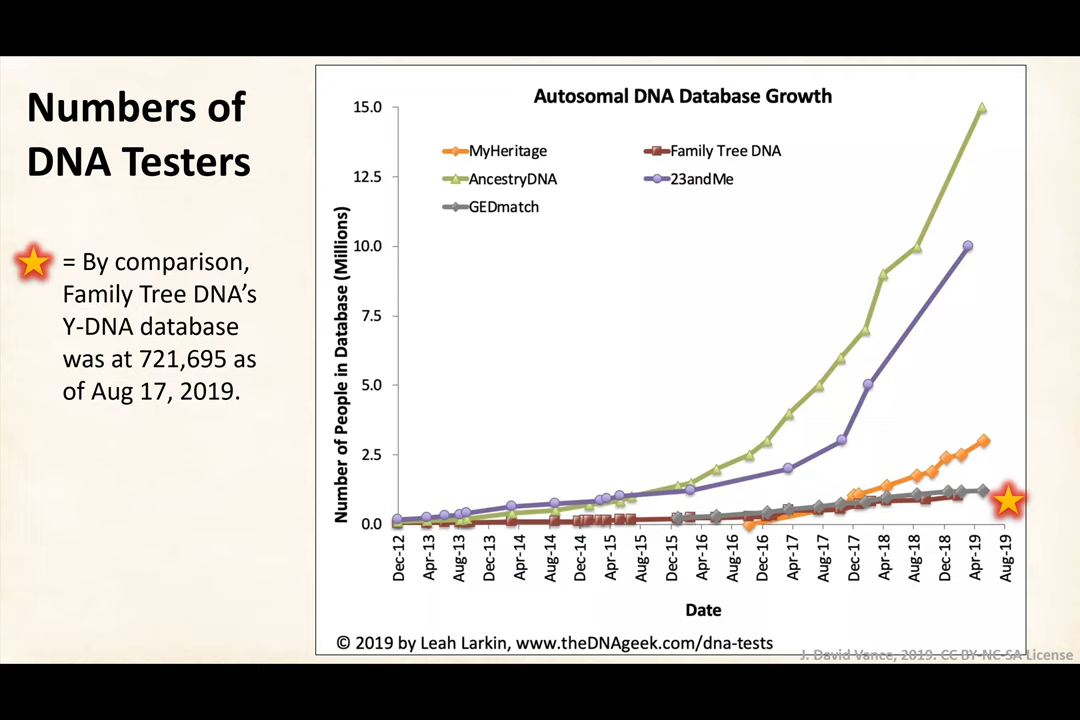 Numbers of
DNA Testers
= By comparison,
Family Tree DNA’s
Y-DNA database
was at 721,695 as
of Aug 17, 2019.
Autosomal DNA Database Growth
MyHeritage
Family Tree DNA
AncestryDNA
23andMe
GEDmatch
Number of People in Database (Millions)
15.0
12.5
10.0
7.5
5.0
2.5
0.0
Dec-12
Apr-13
Aug-13
Dec-13
Apr-14
Aug-14
Dec-14
Apr-15
Aug-15
Dec-15
Apr-16
Aug-16
Dec-16
Apr-17
Aug-17
Dec-17
Apr-18
Aug-18
Dec-18
Apr-19
Aug-19
Date
© 2019 by Leah Larkin, www.theDNAgeek.com/dna-tests
J. David Vance, 2019. CC BY-NC-SA License